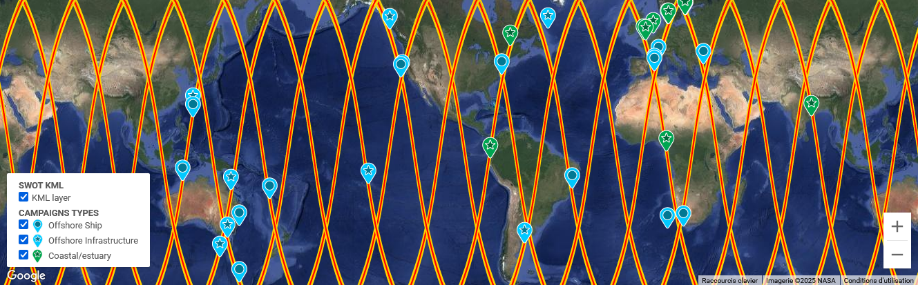 SWOT KML
KML layer
CAMPAIGNS TYPES
Offshore Ship
Offshore Infrastructure
Coastal/estuary
Google
Raccourcis clavier
Imagerie ©2025 NASA
Conditions d'utilisation